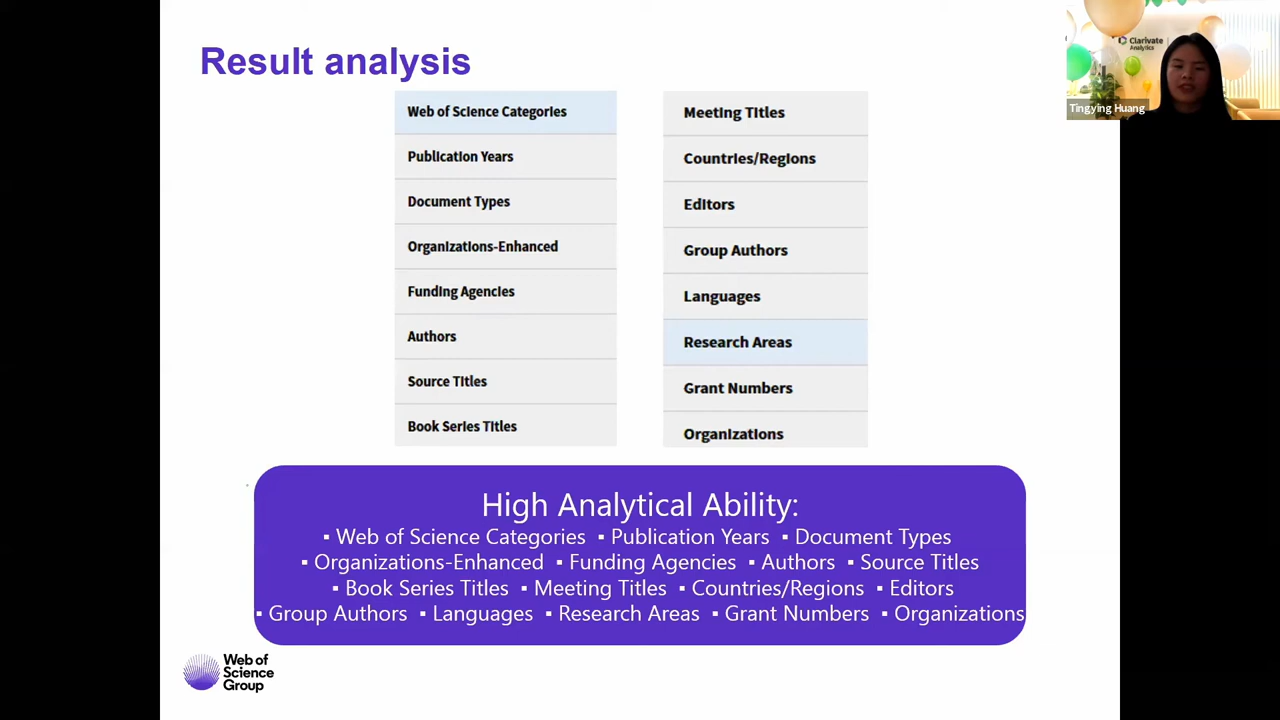 Result analysis
Clarivate
Analytics
Tingying Huang
Web of Science Categories
Publication Years
Document Types
Organizations-Enhanced
Funding Agencies
Authors
Source Titles
Book Series Titles
Meeting Titles
Countries/Regions
Editors
Group Authors
Languages
Research Areas
Grant Numbers
Organizations
High Analytical Ability:
▪ Web of Science Categories ▪ Publication Years ▪ Document Types
▪ Organizations-Enhanced ▪ Funding Agencies ▪ Authors ▪ Source Titles
▪ Book Series Titles ▪ Meeting Titles ▪ Countries/Regions ▪ Editors
▪ Group Authors ▪ Languages ▪ Research Areas ▪ Grant Numbers ▪ Organizations
Web of
Science
Group